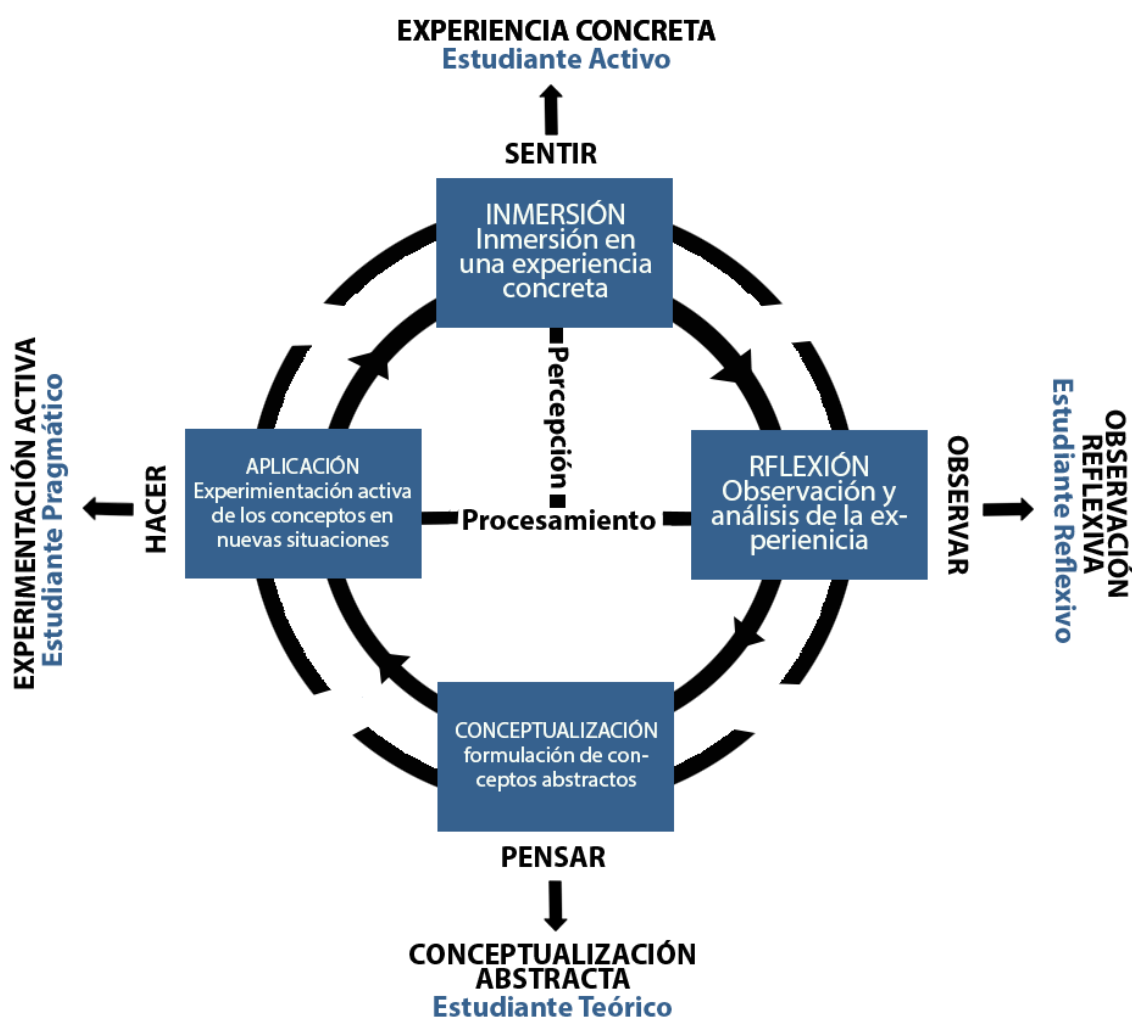 EXPERIENCIA CONCRETA
Estudiante Activo
SENTIR
INMERSIÓN
Inmersión en
una experiencia
concreta
Percepción
Procesamiento
EXPERIMENTACIÓN ACTIVA
Estudiante Pragmático
HACER
APLICACIÓN
Experimientación activa
de los conceptos en
nuevas situaciones
RFLEXIÓN
Observación y
análisis de la ex-
perienicia
OBSERVAR
OBSERVACIÓN
REFLEXIVA
Estudiante Reflexivo
CONCEPTUALIZACIÓN
formulación de con-
ceptos abstractos
PENSAR
CONCEPTUALIZACIÓN
ABSTRACTA
Estudiante Teórico